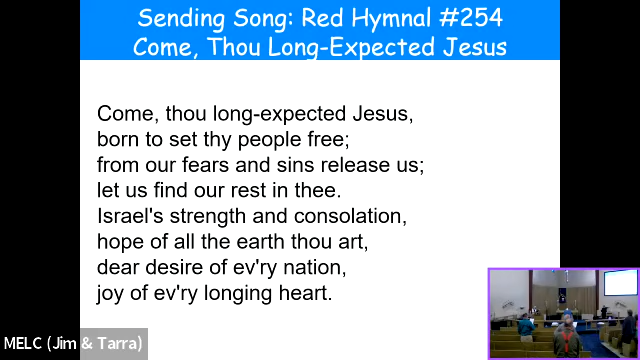 Sending Song: Red Hymnal #254
Come, Thou Long-Expected Jesus
Come, thou long-expected Jesus,
born to set thy people free;
from our fears and sins release us;
let us find our rest in thee.
Israel's strength and consolation,
hope of all the earth thou art,
dear desire of ev'ry nation,
joy of ev'ry longing heart.
MELC (Jim & Tarra)